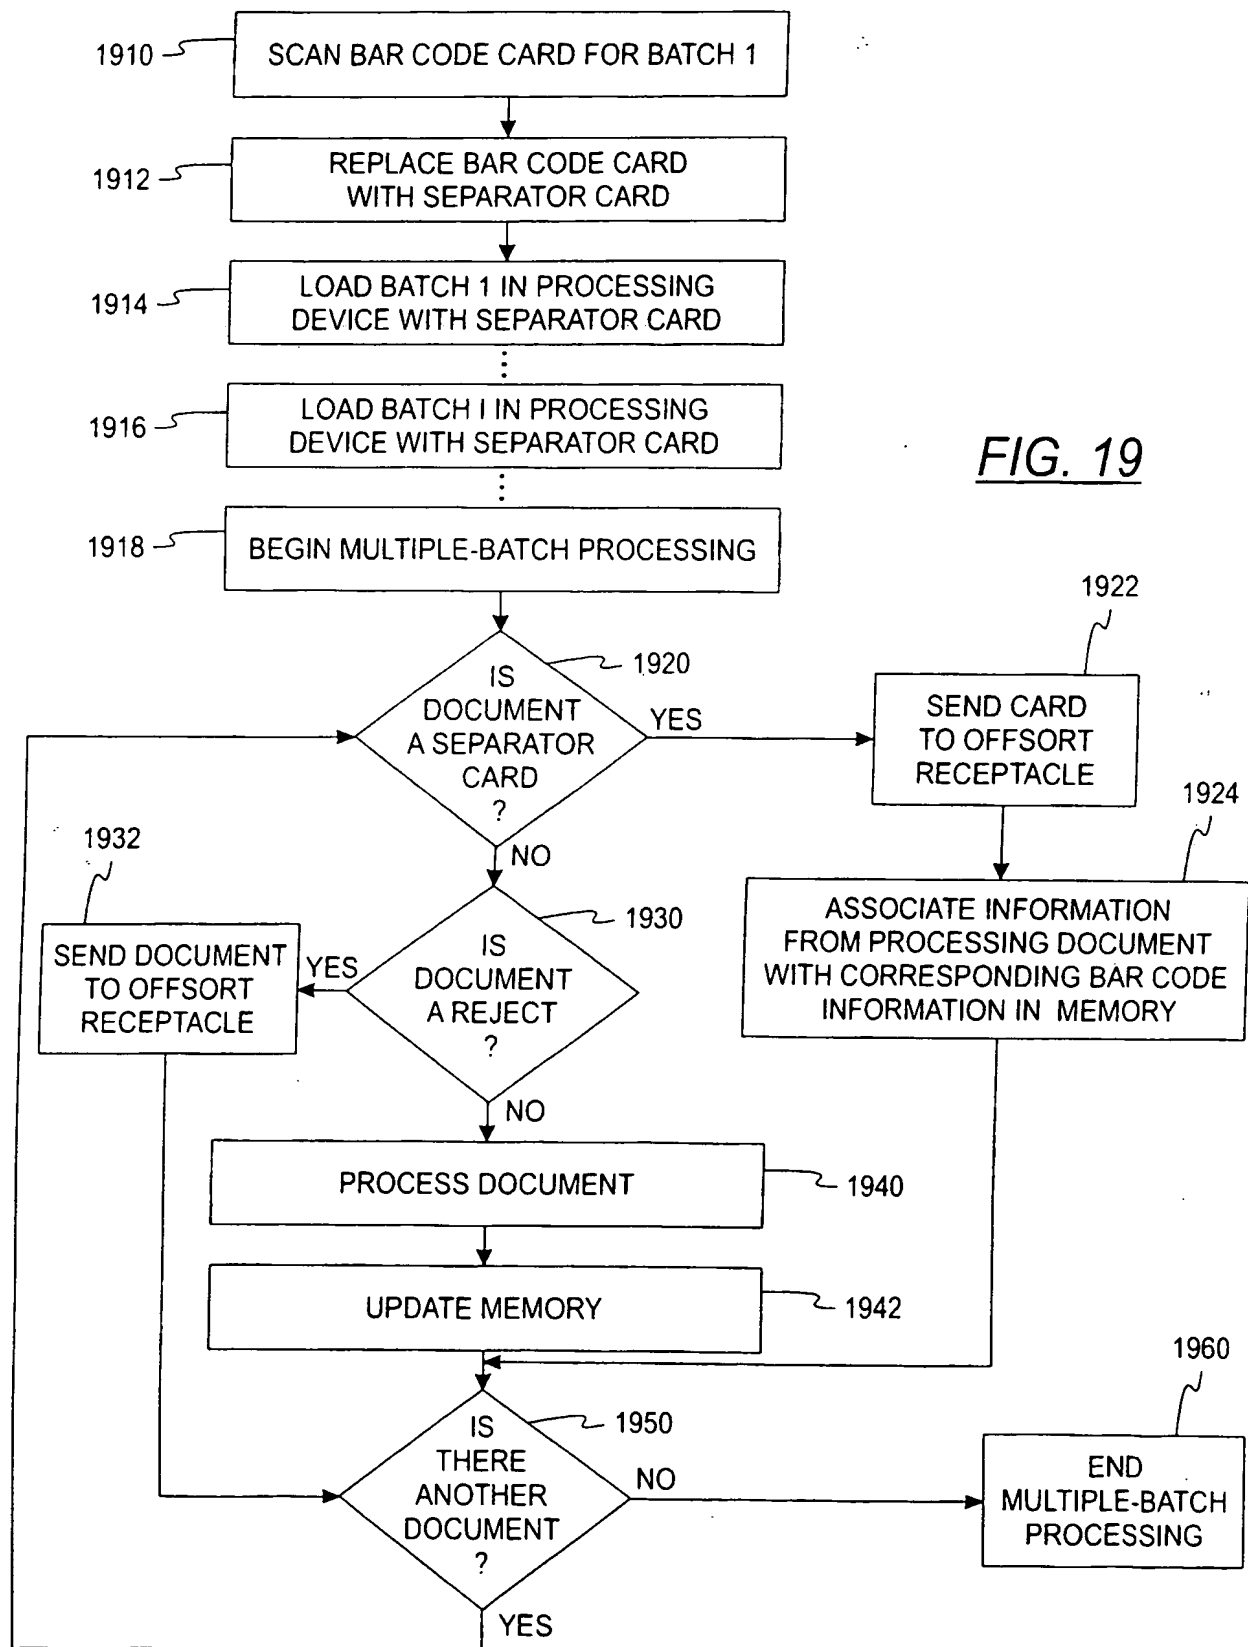 1910
SCAN BAR CODE CARD FOR BATCH 1
1912
REPLACE BAR CODE CARD
WITH SEPARATOR CARD
1914
LOAD BATCH 1 IN PROCESSING
DEVICE WITH SEPARATOR CARD
1916
LOAD BATCH I IN PROCESSING
DEVICE WITH SEPARATOR CARD
FIG. 19
1918
BEGIN MULTIPLE-BATCH PROCESSING
1920
IS
DOCUMENT
A SEPARATOR
CARD
?
YES
1922
SEND CARD
TO OFFSORT
RECEPTACLE
1924
ASSOCIATE INFORMATION
FROM PROCESSING DOCUMENT
WITH CORRESPONDING BAR CODE
INFORMATION IN MEMORY
NO
1930
IS
DOCUMENT
A REJECT
?
YES
1932
SEND DOCUMENT
TO OFFSORT
RECEPTACLE
NO
PROCESS DOCUMENT
1940
UPDATE MEMORY
1942
1950
IS
THERE
ANOTHER
DOCUMENT
?
NO
1960
END
MULTIPLE-BATCH
PROCESSING
YES